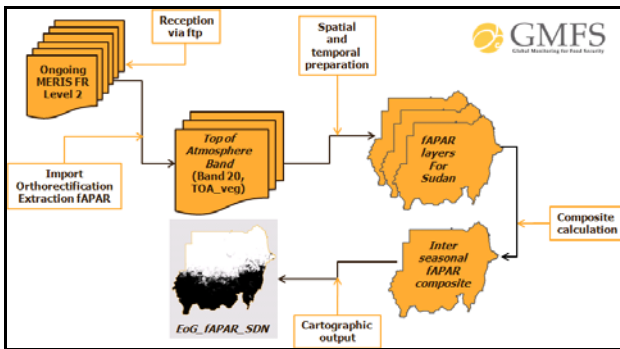 Reception
via ftp
Ongoing
MERIS FR
Level 2
Import
Orthorectification
Extraction fAPAR
Top of
Atmosphere
Band
(Band 20,
TOA_veg)
Spatial
and
temporal
preparation
GMFS
Global Monitoring for Food Security
fAPAR
layers
For
Sudan
Composite
calculation
Inter
seasonal
fAPAR
composite
Cartographic
output
EoG_fAPAR_SDN